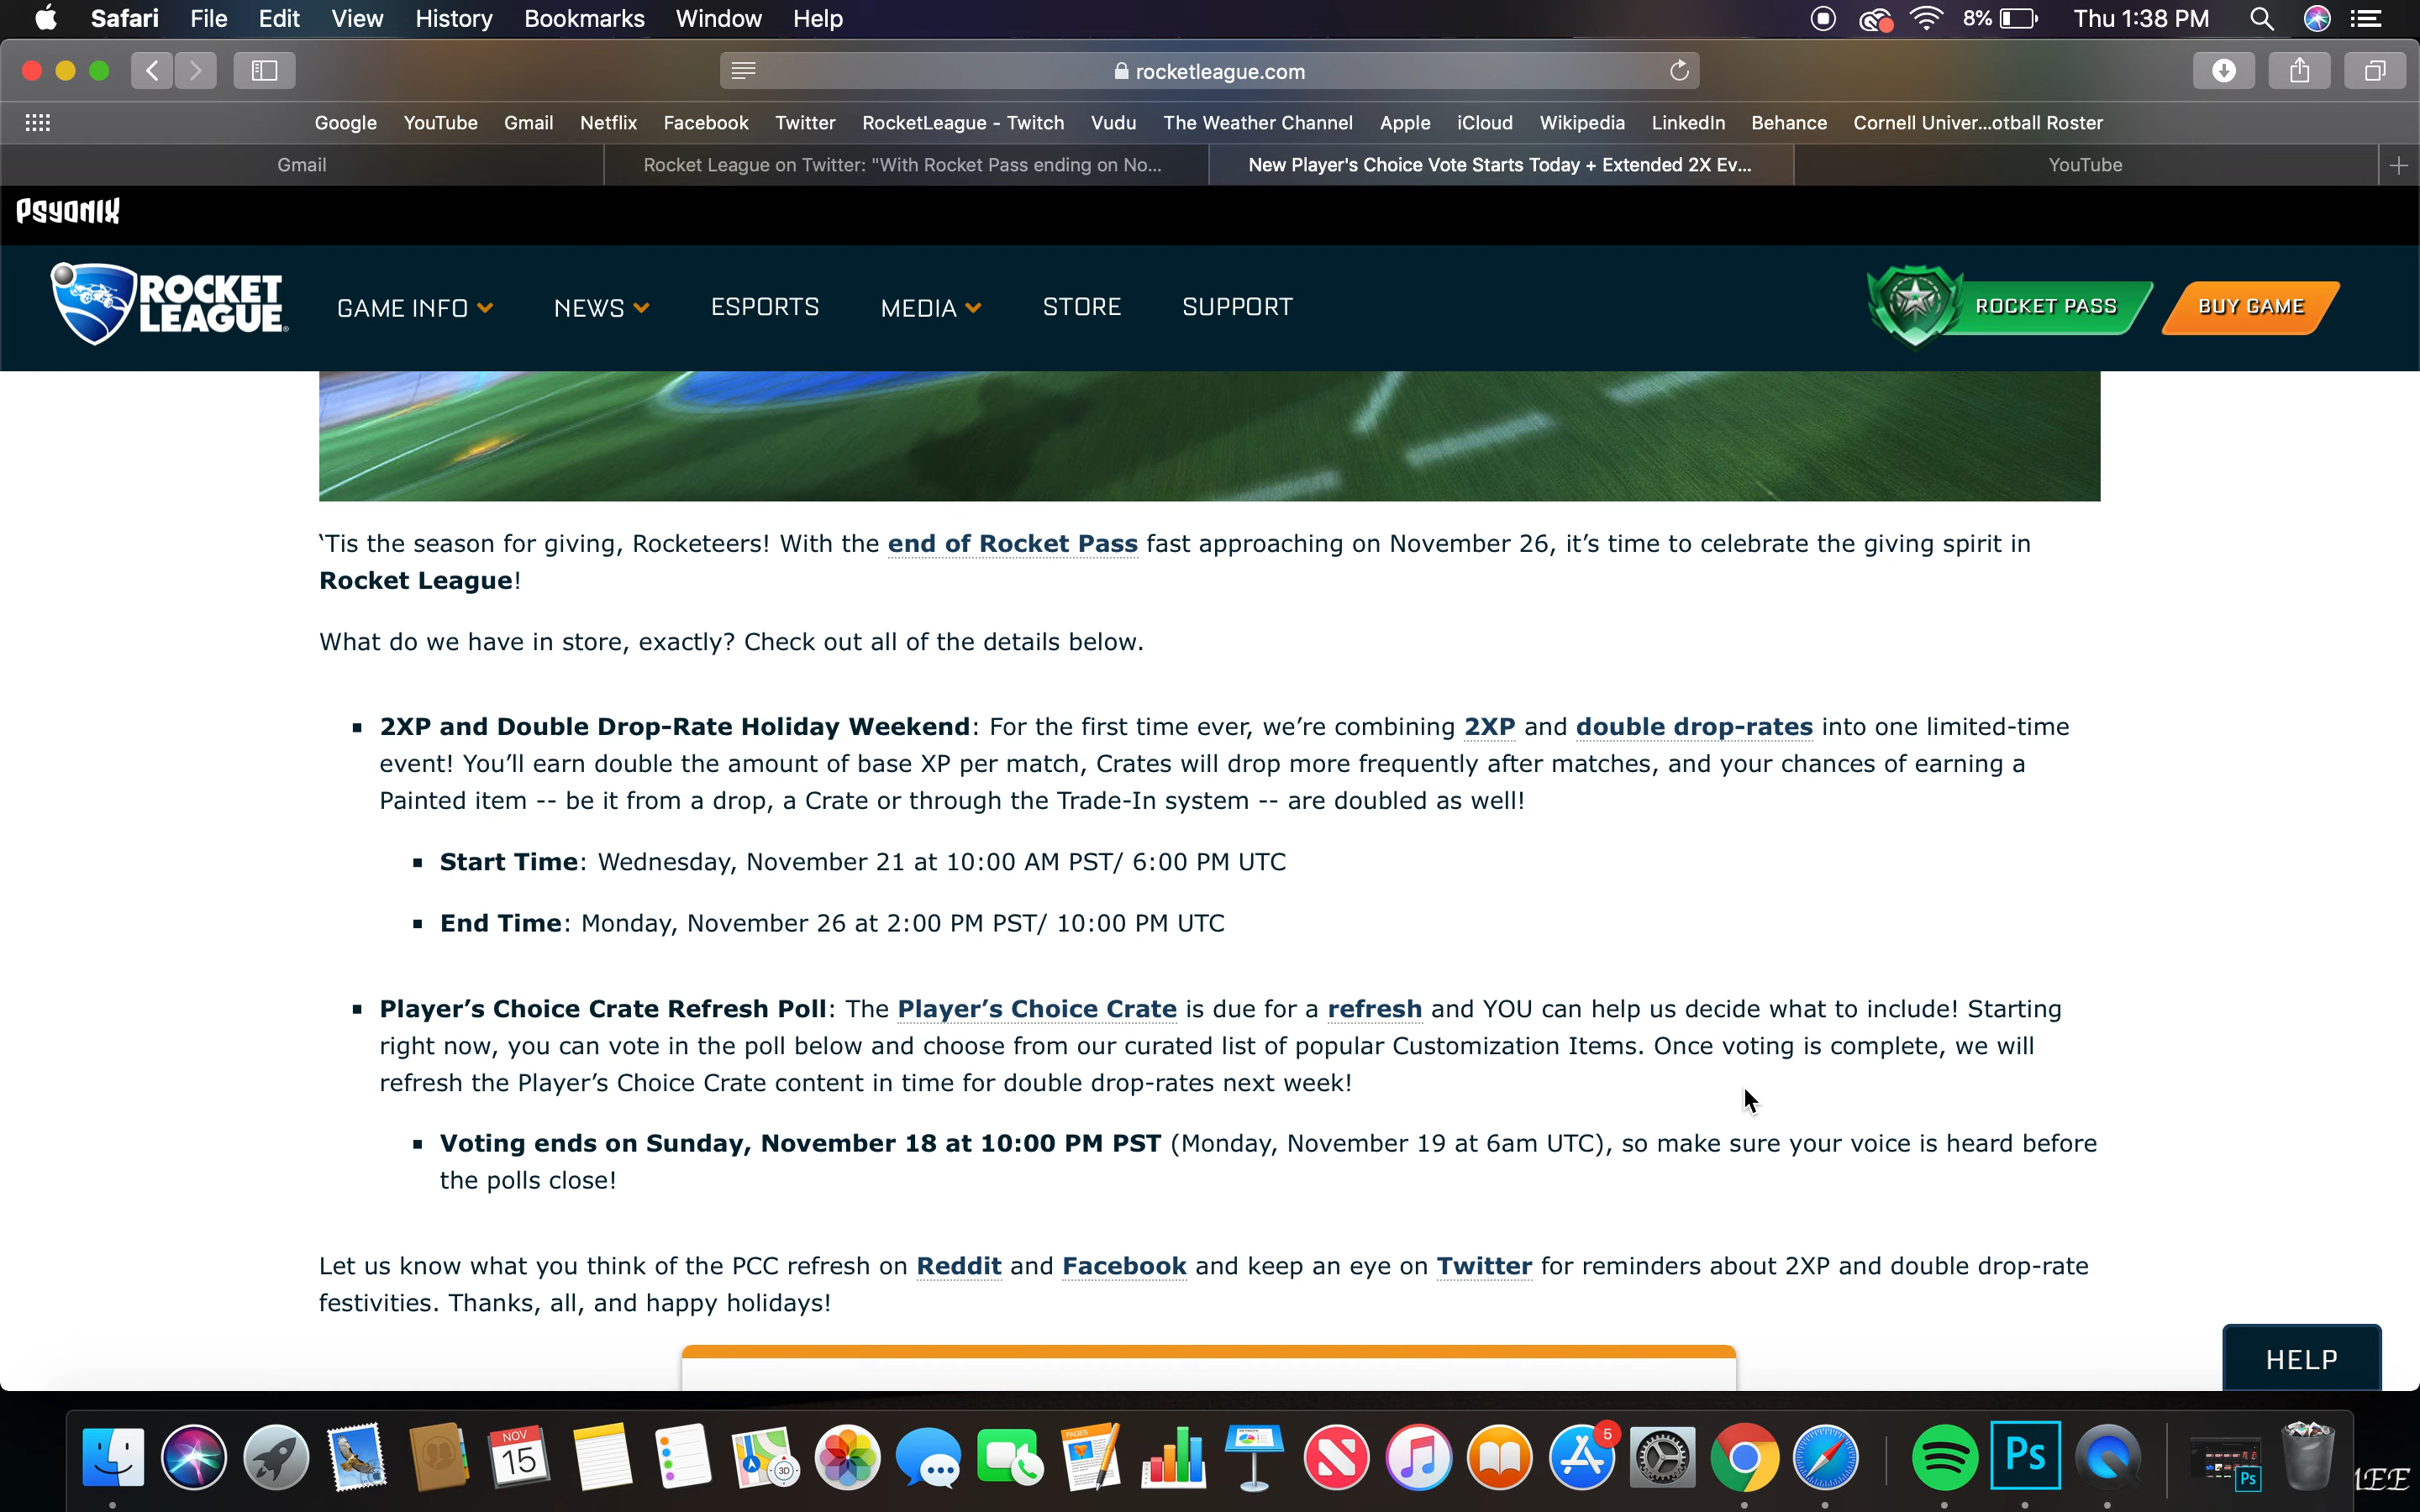 Safari File Edit View History Bookmarks Window Help 8% Thu 1:38 PM
rocketleague.com
Google YouTube Gmail Netflix Facebook Twitter RocketLeague - Twitch Vudu The Weather Channel Apple iCloud Wikipedia LinkedIn Behance Cornell Univer...otball Roster
Gmail Rocket League on Twitter: "With Rocket Pass ending on No... New Player's Choice Vote Starts Today + Extended 2X Ev... YouTube
PSYONIX
ROCKET LEAGUE® GAME INFO NEWS ESPORTS MEDIA STORE SUPPORT ROCKET PASS BUY GAME
‘Tis the season for giving, Rocketeers! With the end of Rocket Pass fast approaching on November 26, it’s time to celebrate the giving spirit in
Rocket League!
What do we have in store, exactly? Check out all of the details below.
▪ 2XP and Double Drop-Rate Holiday Weekend: For the first time ever, we’re combining 2XP and double drop-rates into one limited-time
event! You’ll earn double the amount of base XP per match, Crates will drop more frequently after matches, and your chances of earning a
Painted item -- be it from a drop, a Crate or through the Trade-In system -- are doubled as well!
▪ Start Time: Wednesday, November 21 at 10:00 AM PST/ 6:00 PM UTC
▪ End Time: Monday, November 26 at 2:00 PM PST/ 10:00 PM UTC
▪ Player’s Choice Crate Refresh Poll: The Player’s Choice Crate is due for a refresh and YOU can help us decide what to include! Starting
right now, you can vote in the poll below and choose from our curated list of popular Customization Items. Once voting is complete, we will
refresh the Player’s Choice Crate content in time for double drop-rates next week!
▪ Voting ends on Sunday, November 18 at 10:00 PM PST (Monday, November 19 at 6am UTC), so make sure your voice is heard before
the polls close!
Let us know what you think of the PCC refresh on Reddit and Facebook and keep an eye on Twitter for reminders about 2XP and double drop-rate
festivities. Thanks, all, and happy holidays!
HELP
NOV
15
3D
PAGES
5
Ps
Ps